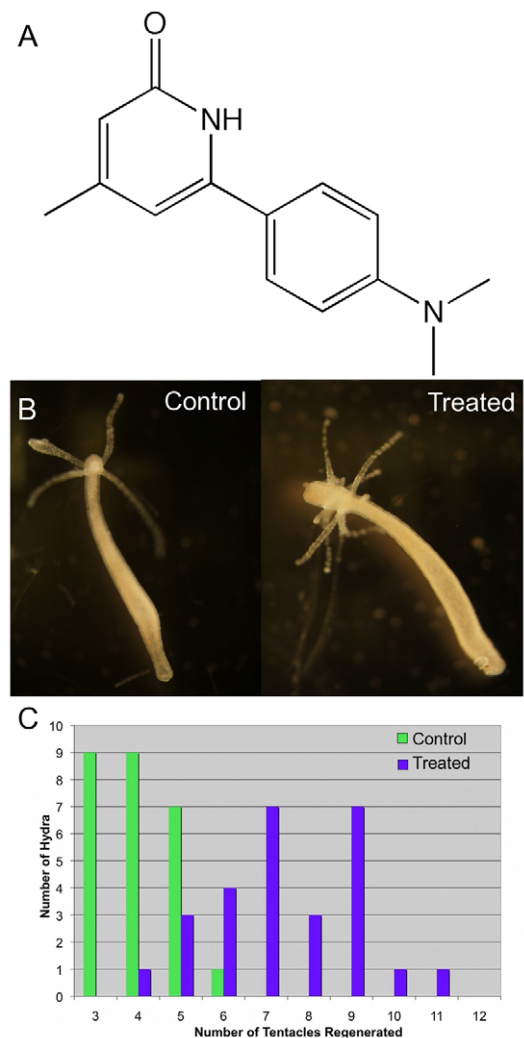 A
O
NH
N
B
Control
Treated
C
Control
Treated
Number of Hydra
10
9
8
7
6
5
4
3
2
1
0
3 4 5 6 7 8 9 10 11 12
Number of Tentacles Regenerated